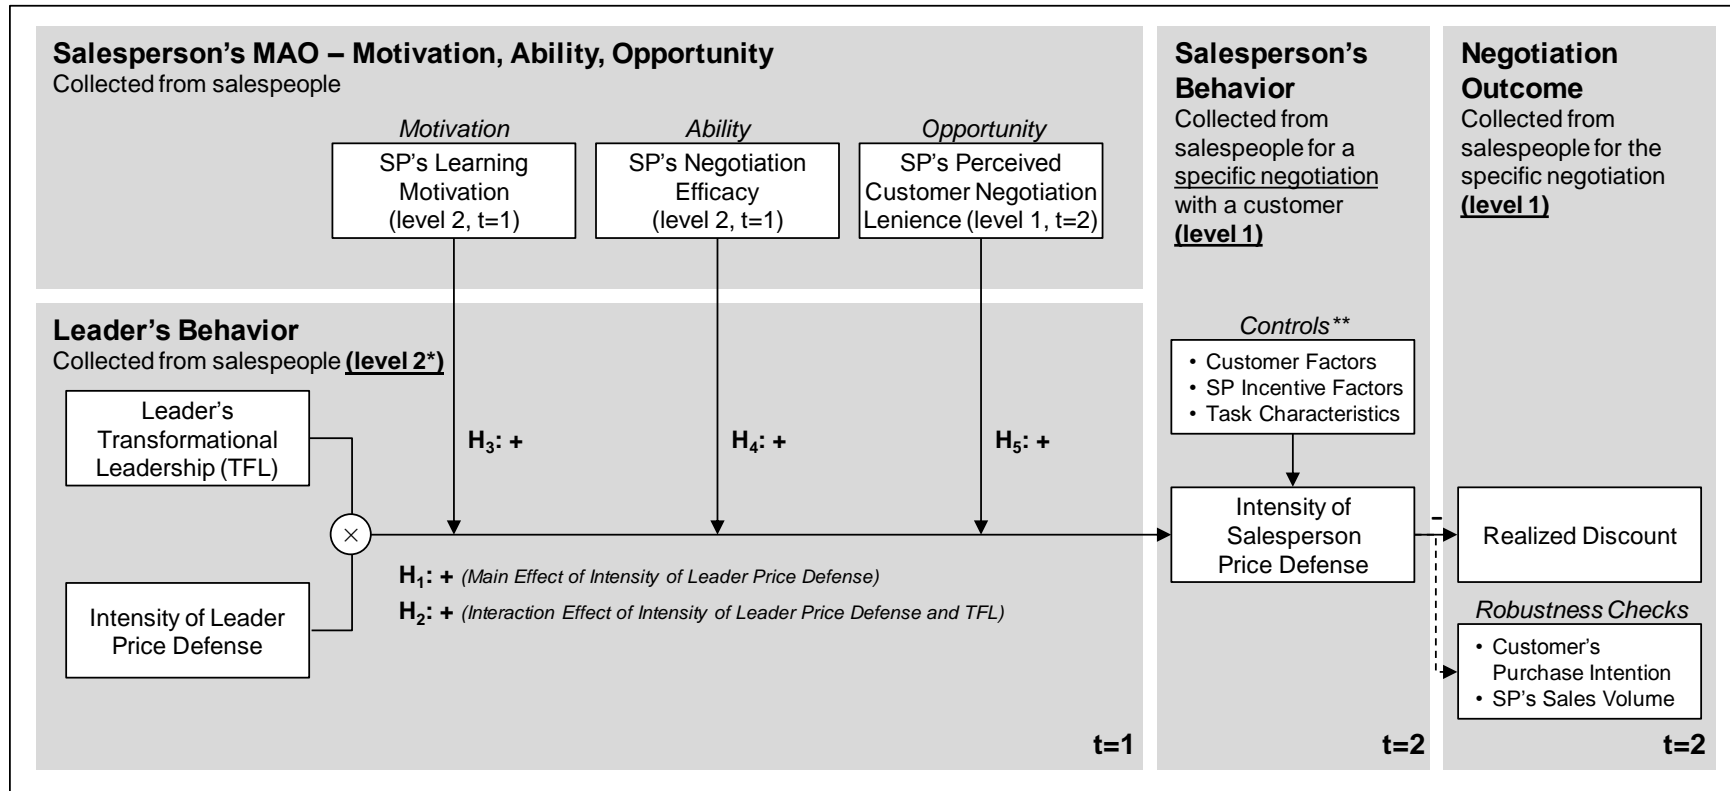 Salesperson's MAO – Motivation, Ability, Opportunity
Collected from salespeople
Motivation
SP's Learning
Motivation
(level 2, t=1)
Ability
SP's Negotiation
Efficacy
(level 2, t=1)
Opportunity
SP's Perceived
Customer Negotiation
Lenience (level 1, t=2)
Salesperson's
Behavior
Collected from
salespeople for a
specific negotiation
with a customer
(level 1)
Negotiation
Outcome
Collected from
salespeople for the
specific negotiation
(level 1)
Leader's Behavior
Collected from salespeople (level 2*)
Leader's
Transformational
Leadership (TFL)
Intensity of Leader
Price Defense
×
H₃: +
H₄: +
H₅: +
H₁: + (Main Effect of Intensity of Leader Price Defense)
H₂: + (Interaction Effect of Intensity of Leader Price Defense and TFL)
t=1
Controls**
• Customer Factors
• SP Incentive Factors
• Task Characteristics
Intensity of
Salesperson
Price Defense
t=2
-
Realized Discount
Robustness Checks
• Customer's
Purchase Intention
• SP's Sales Volume
t=2